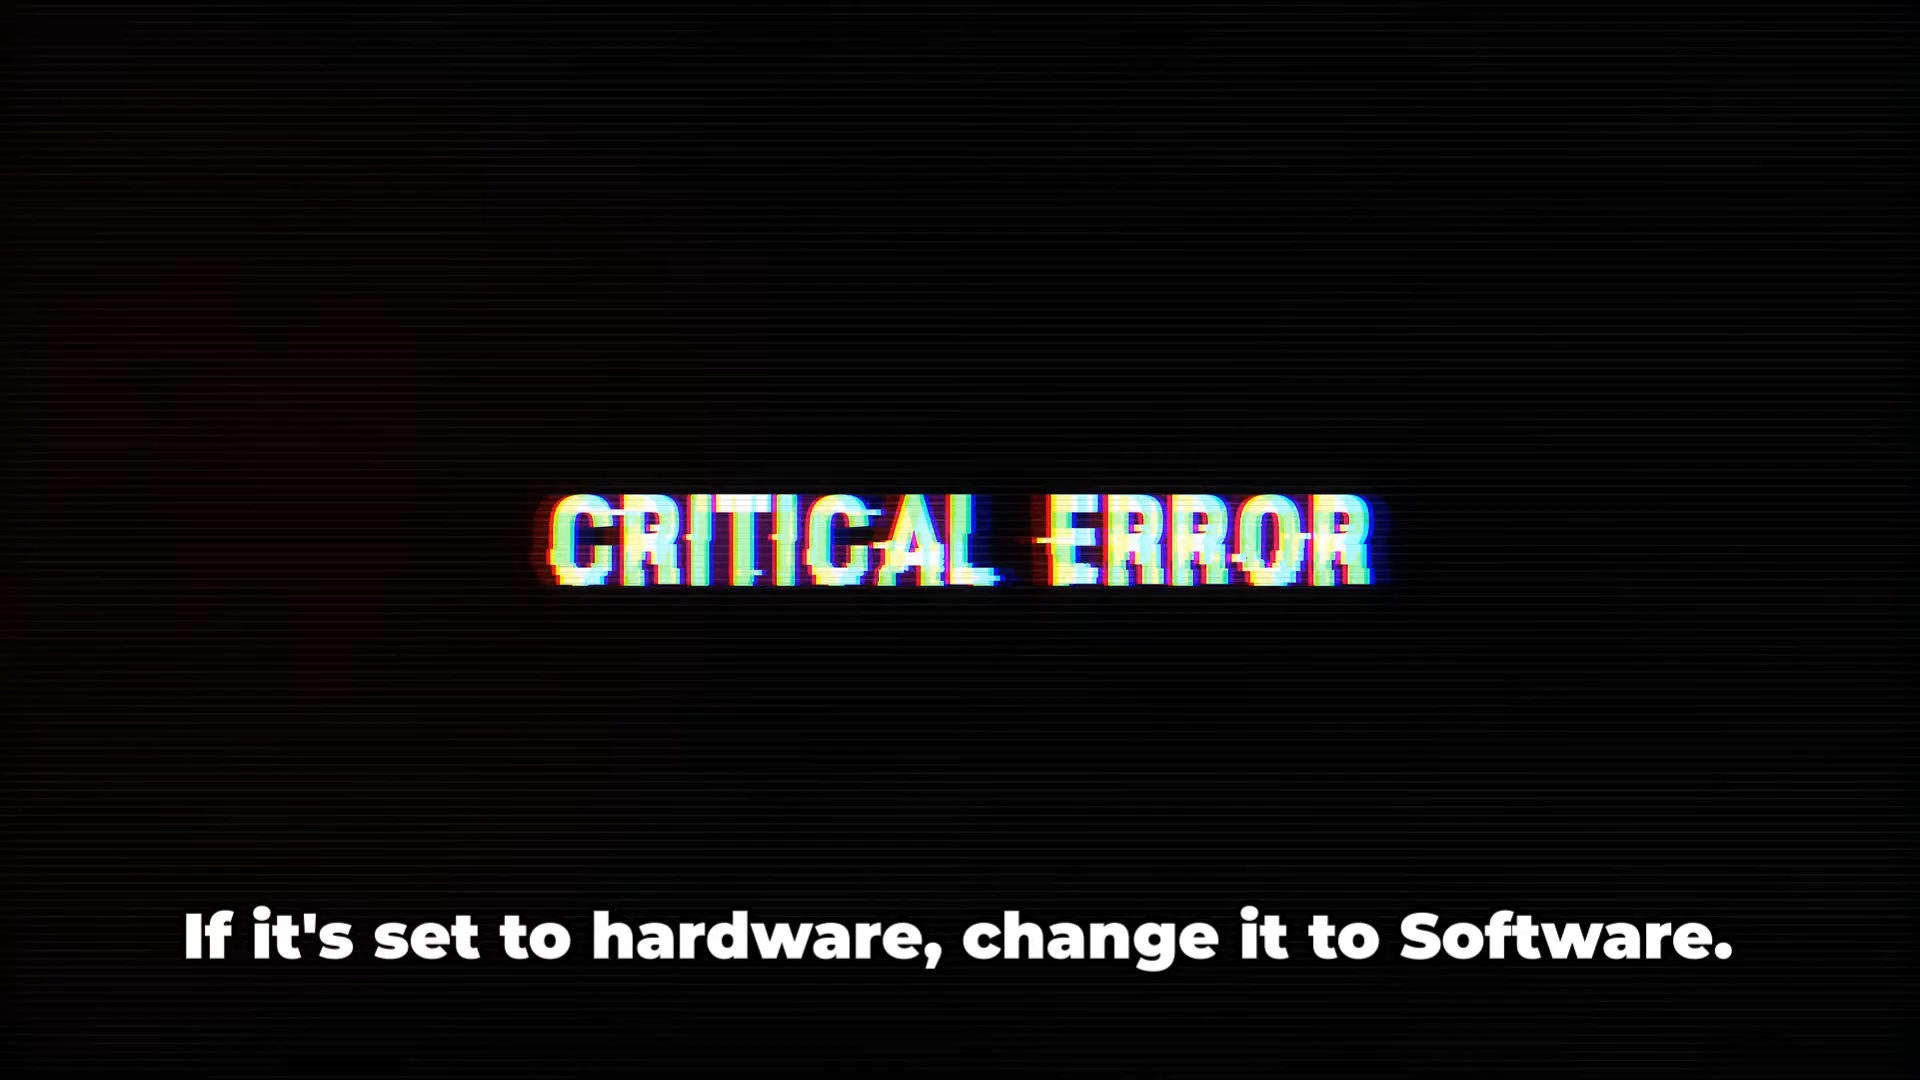 CRITICAL ERROR
If it's set to hardware, change it to Software.